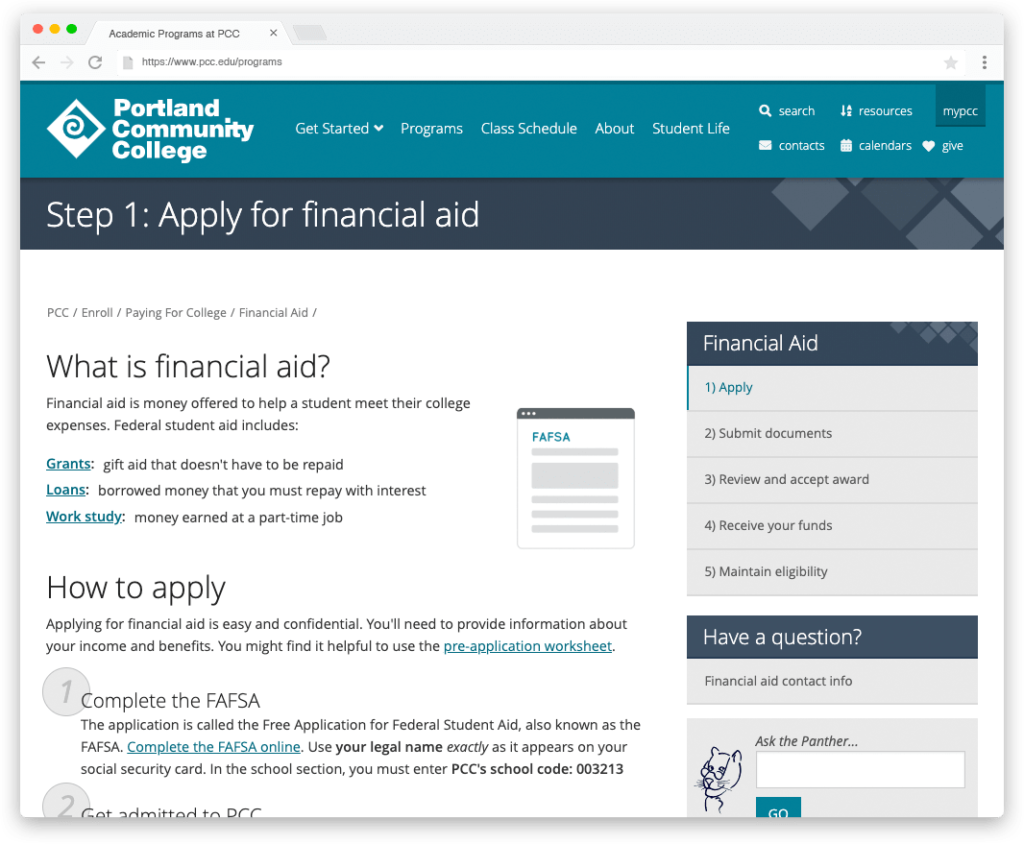 Academic Programs at PCC
https://www.pcc.edu/programs
Portland
Community
College
Get Started
Programs
Class Schedule
About
Student Life
search
resources
mypcc
contacts
calendars
give
Step 1: Apply for financial aid
PCC / Enroll / Paying For College / Financial Aid /
What is financial aid?
Financial aid is money offered to help a student meet their college
expenses. Federal student aid includes:
Grants: gift aid that doesn't have to be repaid
Loans: borrowed money that you must repay with interest
Work study: money earned at a part-time job
FAFSA
How to apply
Applying for financial aid is easy and confidential. You'll need to provide information about
your income and benefits. You might find it helpful to use the pre-application worksheet.
1
Complete the FAFSA
The application is called the Free Application for Federal Student Aid, also known as the
FAFSA. Complete the FAFSA online. Use your legal name exactly as it appears on your
social security card. In the school section, you must enter PCC's school code: 003213
2
Get admitted to PCC
Financial Aid
1) Apply
2) Submit documents
3) Review and accept award
4) Receive your funds
5) Maintain eligibility
Have a question?
Financial aid contact info
Ask the Panther...
GO